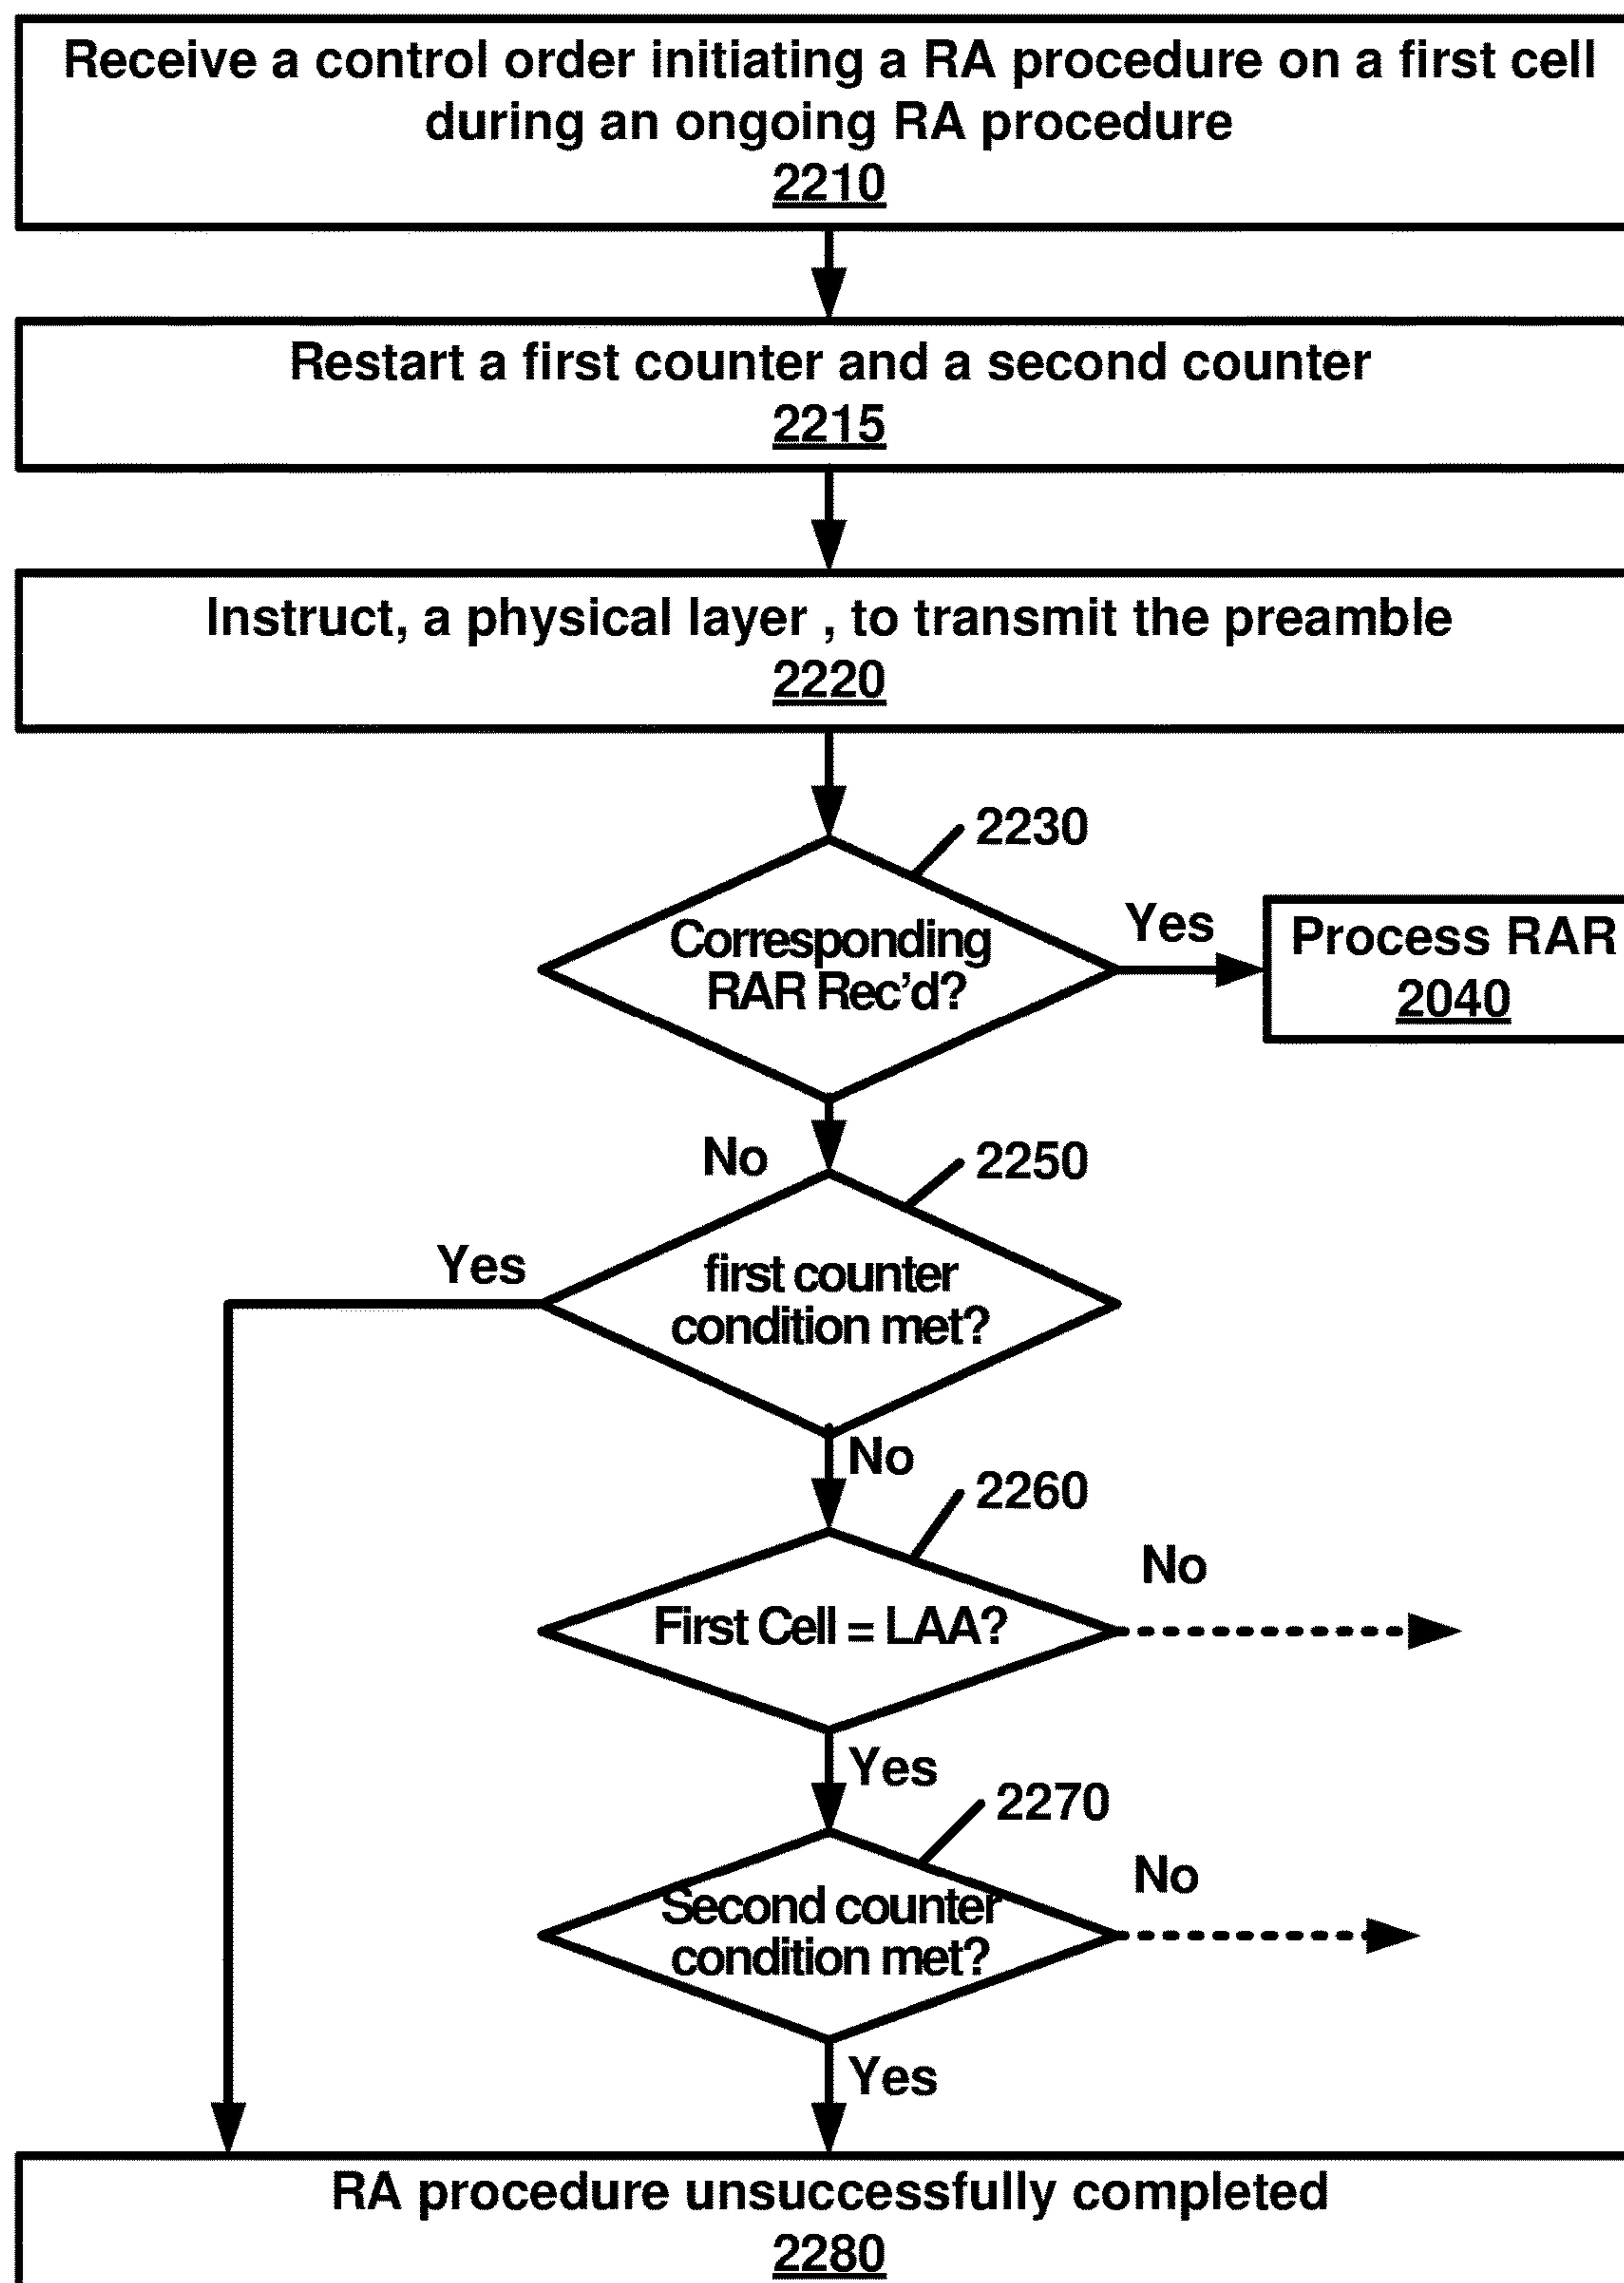 Receive a control order initiating a RA procedure on a first cell
during an ongoing RA procedure
2210
Restart a first counter and a second counter
2215
Instruct, a physical layer , to transmit the preamble
2220
2230
Corresponding
RAR Rec'd?
Yes
Process RAR
2040
No
2250
Yes
first counter
condition met?
No
2260
No
First Cell = LAA?
Yes
2270
No
Second counter
condition met?
Yes
RA procedure unsuccessfully completed
2280